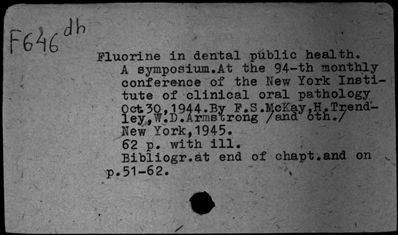 F646 dh
Fluorine in dental public health.
A symposium.At the 94-th monthly
conference of the New York Insti-
tute of clinical oral pathology
Oct.30,1944.By F.S.McKay,H.Trend-
ley,W.D.Armstrong /and oth./
New York,1945.
62 p. with ill.
Bibliogr.at end of chapt.and on
p.51-62.